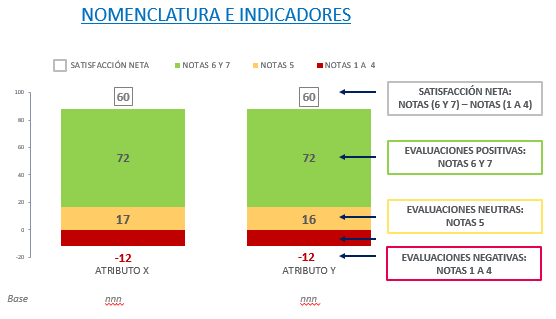 NOMENCLATURA E INDICADORES
SATISFACCIÓN NETA NOTAS 6 Y 7 NOTAS 5 NOTAS 1 A 4
100
80
60
40
20
0
-20
60
72
17
-12
ATRIBUTO X
60
72
16
-12
ATRIBUTO Y
SATISFACCIÓN NETA:
NOTAS (6 Y 7) – NOTAS (1 A 4)
EVALUACIONES POSITIVAS:
NOTAS 6 Y 7
EVALUACIONES NEUTRAS:
NOTAS 5
EVALUACIONES NEGATIVAS:
NOTAS 1 A 4
Base nnn nnn